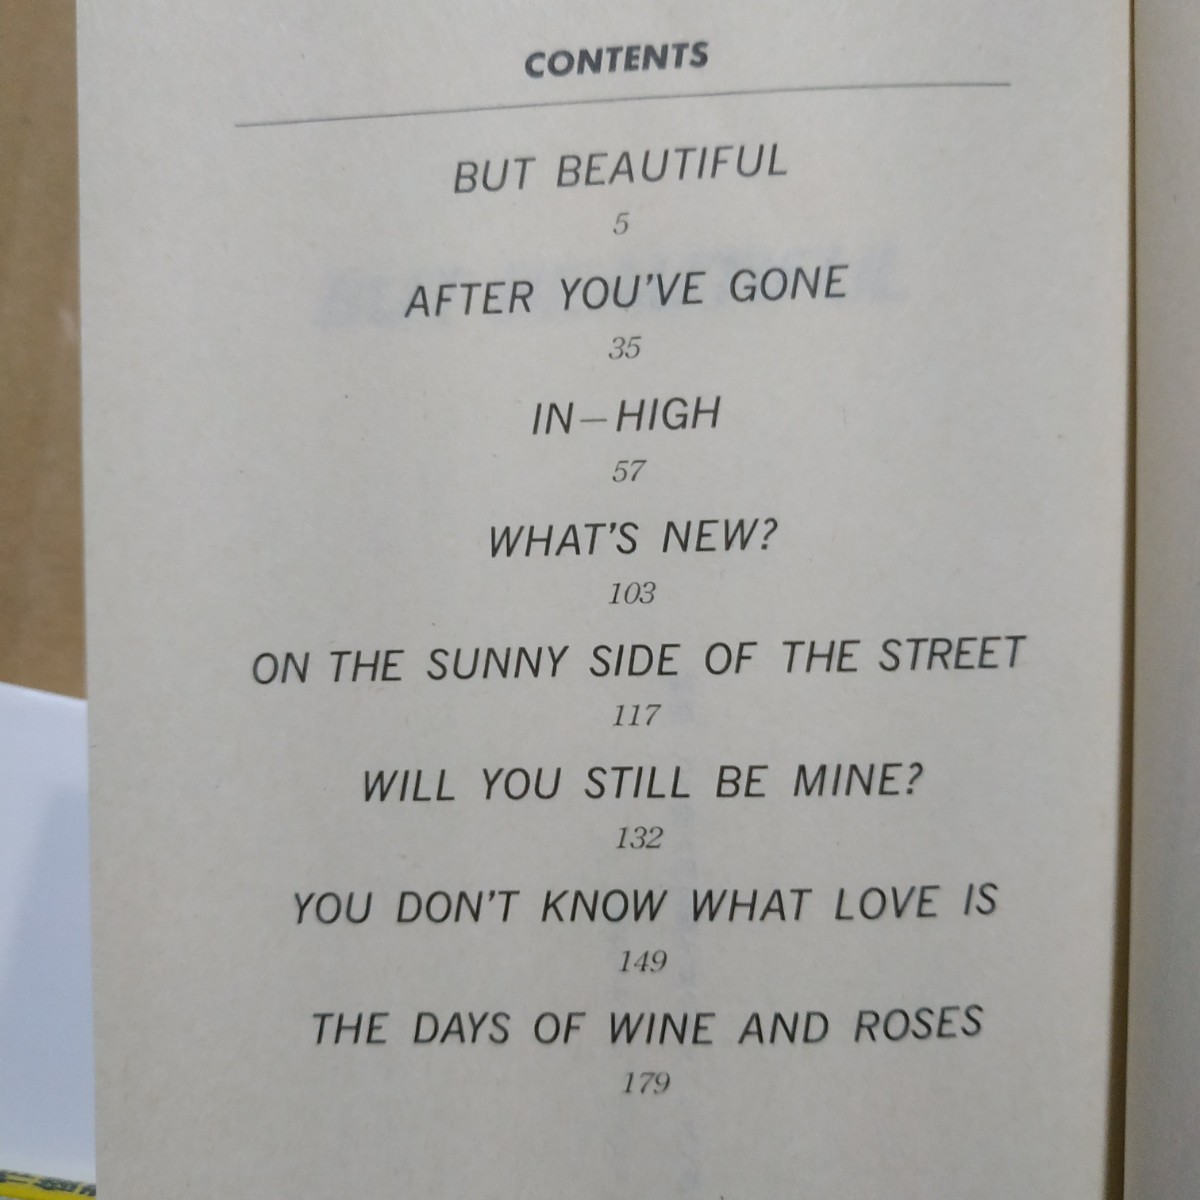 CONTENTS
BUT BEAUTIFUL
5
AFTER YOU'VE GONE
35
IN—HIGH
57
WHAT'S NEW?
103
ON THE SUNNY SIDE OF THE STREET
117
WILL YOU STILL BE MINE?
132
YOU DON'T KNOW WHAT LOVE IS
149
THE DAYS OF WINE AND ROSES
179